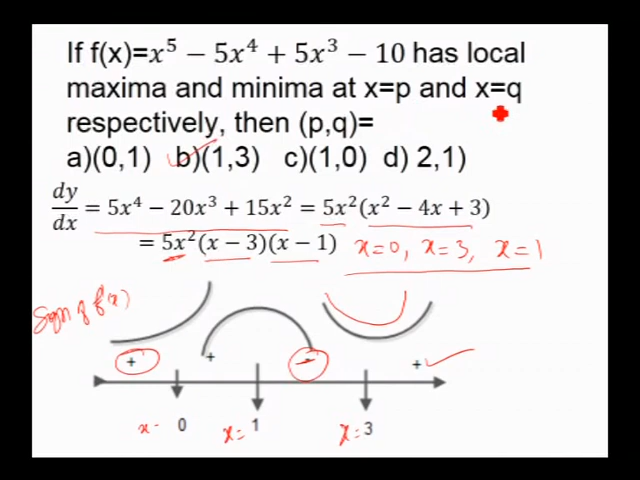 If f(x)=x⁵ − 5x⁴ + 5x³ − 10 has local
maxima and minima at x=p and x=q
respectively, then (p,q)=
a)(0,1) b)(1,3) c)(1,0) d) 2,1)
dy/dx = 5x⁴ − 20x³ + 15x² = 5x²(x² − 4x + 3)
= 5x²(x − 3)(x − 1) x=0, x=3, x=1
Sign of f'(x)
+ + − +
x= 0 x= 1 x= 3